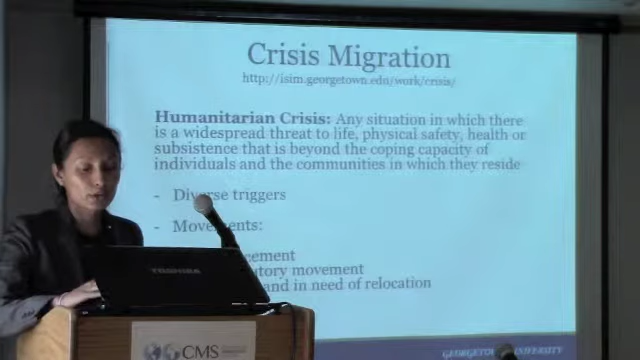 Crisis Migration
http://isim.georgetown.edu/work/crisis/
Humanitarian Crisis: Any situation in which there
is a widespread threat to life, physical safety, health or
subsistence that is beyond the coping capacity of
individuals and the communities in which they reside
- Diverse triggers
- Movements:
movement
and in need of relocation
TOSHIBA
CMS
GEORGETOWN UNIVERSITY